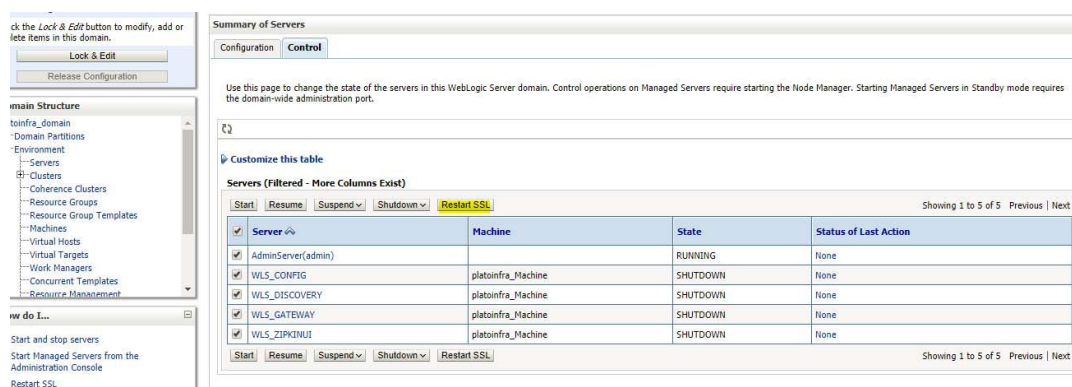 ck the Lock & Edit button to modify, add or
lete items in this domain.
Lock & Edit
Release Configuration
main Structure
toinfra_domain
Domain Partitions
Environment
Servers
Clusters
Coherence Clusters
Resource Groups
Resource Group Templates
Machines
Virtual Hosts
Virtual Targets
Work Managers
Concurrent Templates
Resource Management
ow do I...
Start and stop servers
Start Managed Servers from the
Administration Console
Restart SSL
Summary of Servers
Configuration Control
Use this page to change the state of the servers in this WebLogic Server domain. Control operations on Managed Servers require starting the Node Manager. Starting Managed Servers in Standby mode requires
the domain-wide administration port.
Customize this table
Servers (Filtered - More Columns Exist)
Start Resume Suspend Shutdown Restart SSL Showing 1 to 5 of 5 Previous | Next
Server Machine State Status of Last Action
AdminServer(admin) RUNNING None
WLS_CONFIG platoinfra_Machine SHUTDOWN None
WLS_DISCOVERY platoinfra_Machine SHUTDOWN None
WLS_GATEWAY platoinfra_Machine SHUTDOWN None
WLS_ZIPKINUI platoinfra_Machine SHUTDOWN None
Start Resume Suspend Shutdown Restart SSL Showing 1 to 5 of 5 Previous | Next